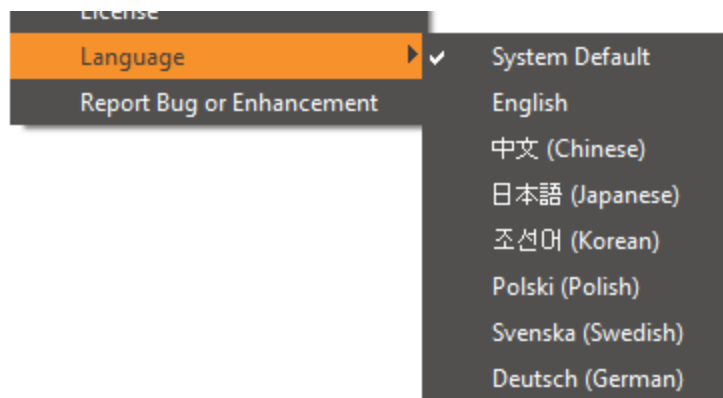 License
Language
Report Bug or Enhancement
System Default
English
中文 (Chinese)
日本語 (Japanese)
조선어 (Korean)
Polski (Polish)
Svenska (Swedish)
Deutsch (German)